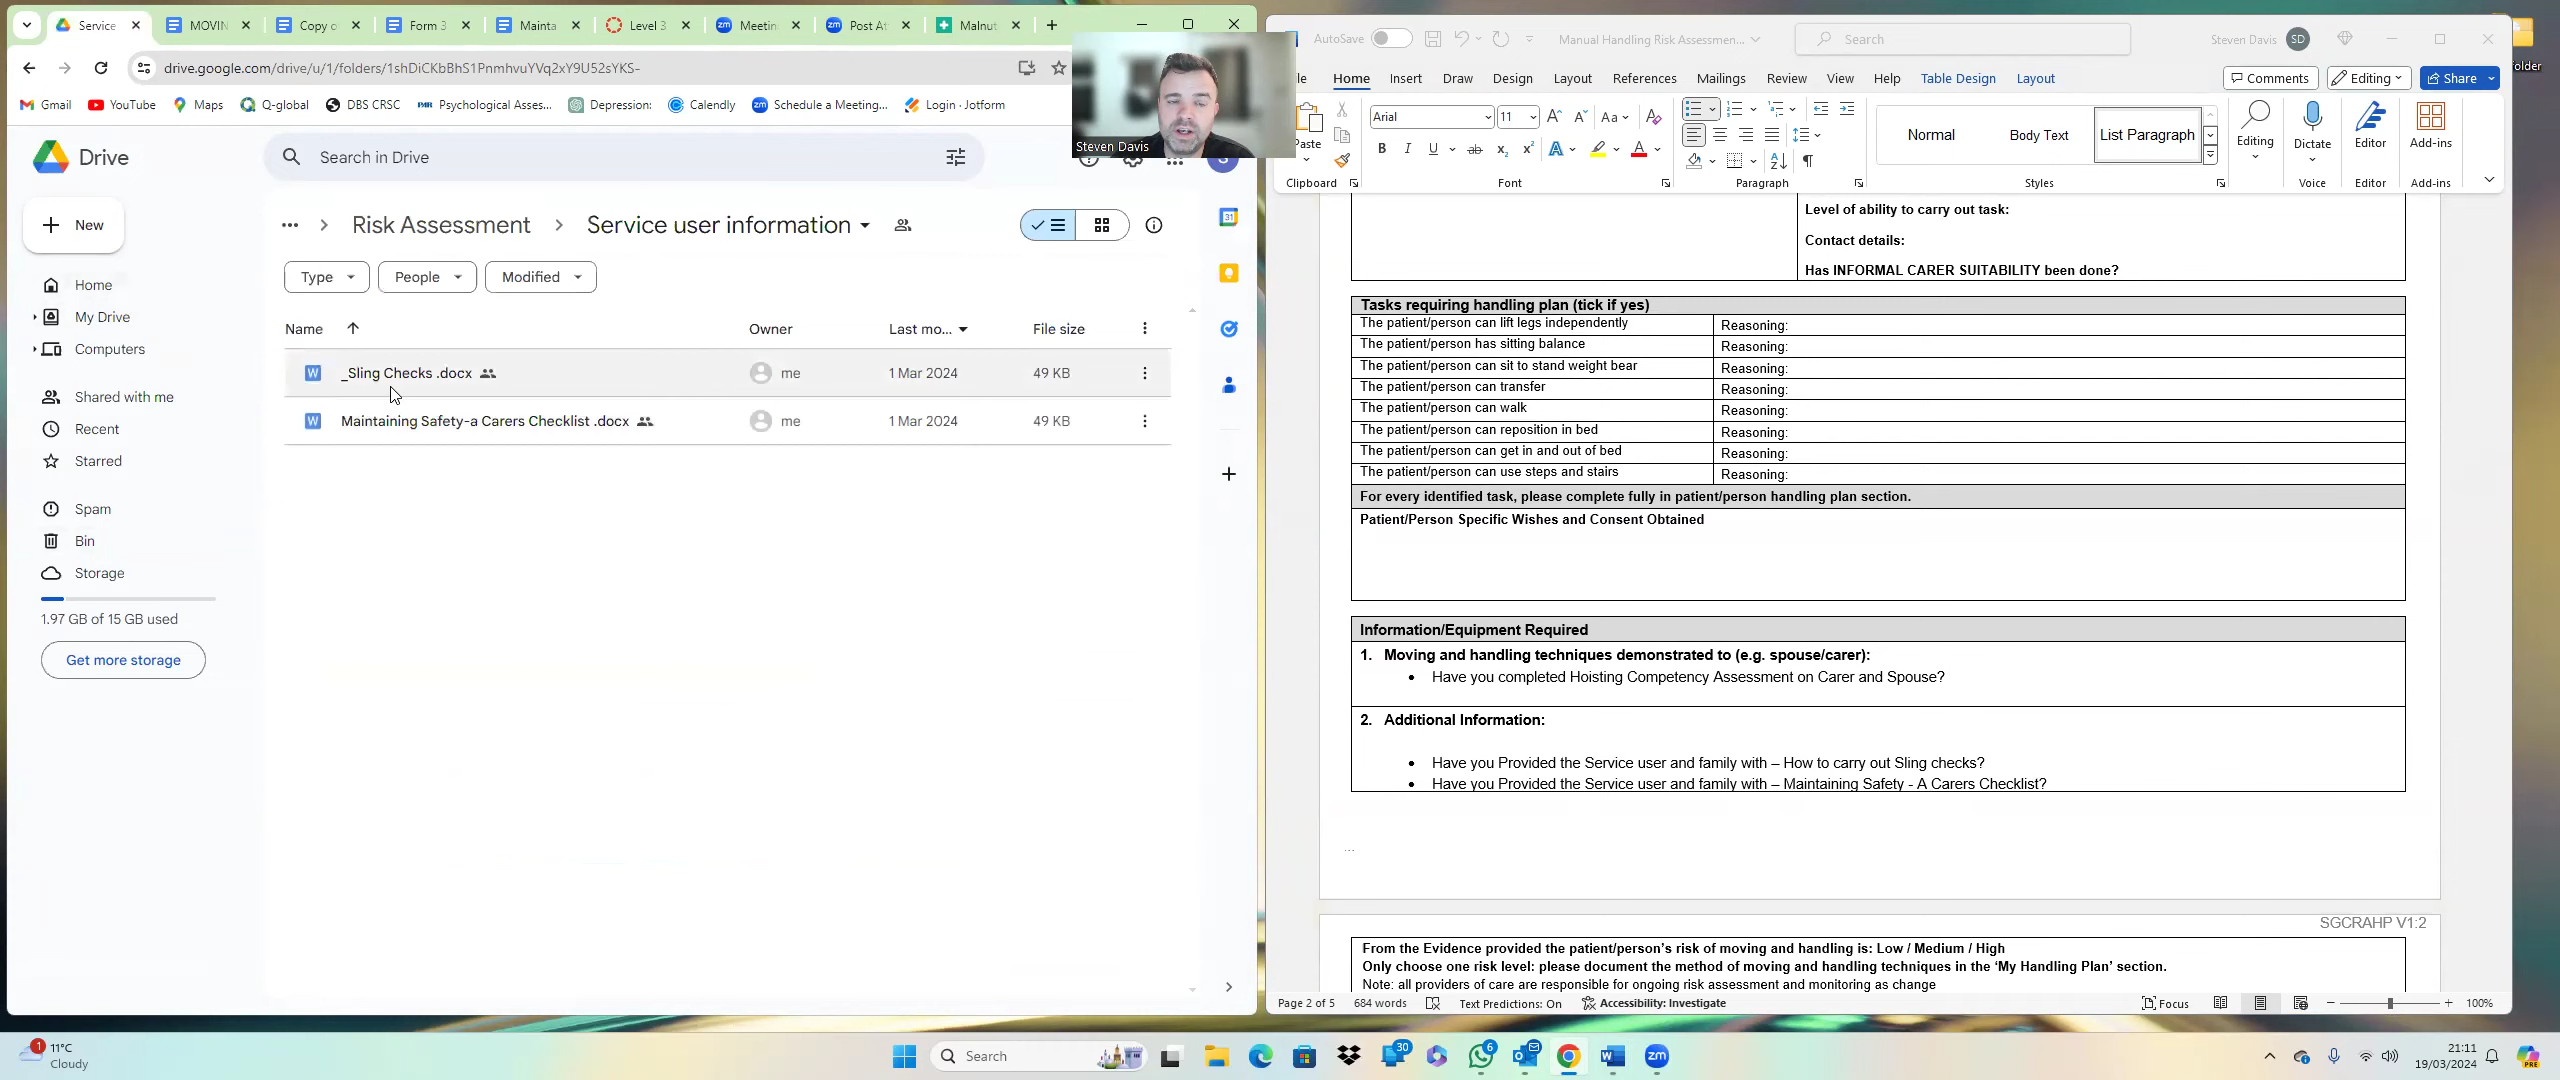 Service
MOVIN
Copy o
Form 3
Mainta
Level 3
Meetin
Post At
Malnut
drive.google.com/drive/u/1/folders/1shDiCKbBhS1PnmhvuYVq2xY9U52sYKS-
Gmail
YouTube
Maps
Q-global
DBS CRSC
Psychological Asses...
Depression:
Calendly
Schedule a Meeting...
Login · Jotform
Drive
Search in Drive
Steven Davis
New
Risk Assessment
Service user information
Type
People
Modified
Home
My Drive
Computers
Shared with me
Recent
Starred
Spam
Bin
Storage
1.97 GB of 15 GB used
Get more storage
Name Owner Last mo... File size
_Sling Checks .docx me 1 Mar 2024 49 KB
Maintaining Safety-a Carers Checklist .docx me 1 Mar 2024 49 KB
AutoSave
Manual Handling Risk Assessmen...
Search
Steven Davis SD
folder
le Home Insert Draw Design Layout References Mailings Review View Help Table Design Layout
Comments Editing Share
Arial 11
Paste
Clipboard Font Paragraph Styles Voice Editor Add-ins
Normal
Body Text
List Paragraph
Editing
Dictate
Editor
Add-ins
Level of ability to carry out task:
Contact details:
Has INFORMAL CARER SUITABILITY been done?
Tasks requiring handling plan (tick if yes)
The patient/person can lift legs independently Reasoning:
The patient/person has sitting balance Reasoning:
The patient/person can sit to stand weight bear Reasoning:
The patient/person can transfer Reasoning:
The patient/person can walk Reasoning:
The patient/person can reposition in bed Reasoning:
The patient/person can get in and out of bed Reasoning:
The patient/person can use steps and stairs Reasoning:
For every identified task, please complete fully in patient/person handling plan section.
Patient/Person Specific Wishes and Consent Obtained
Information/Equipment Required
1. Moving and handling techniques demonstrated to (e.g. spouse/carer):
• Have you completed Hoisting Competency Assessment on Carer and Spouse?
2. Additional Information:
• Have you Provided the Service user and family with – How to carry out Sling checks?
• Have you Provided the Service user and family with – Maintaining Safety - A Carers Checklist?
SGCRAHP V1:2
From the Evidence provided the patient/person's risk of moving and handling is: Low / Medium / High
Only choose one risk level: please document the method of moving and handling techniques in the 'My Handling Plan' section.
Note: all providers of care are responsible for ongoing risk assessment and monitoring as change
Page 2 of 5 684 words Text Predictions: On Accessibility: Investigate Focus 100%
1 11°C
Cloudy
Search
30
6
21:11
19/03/2024